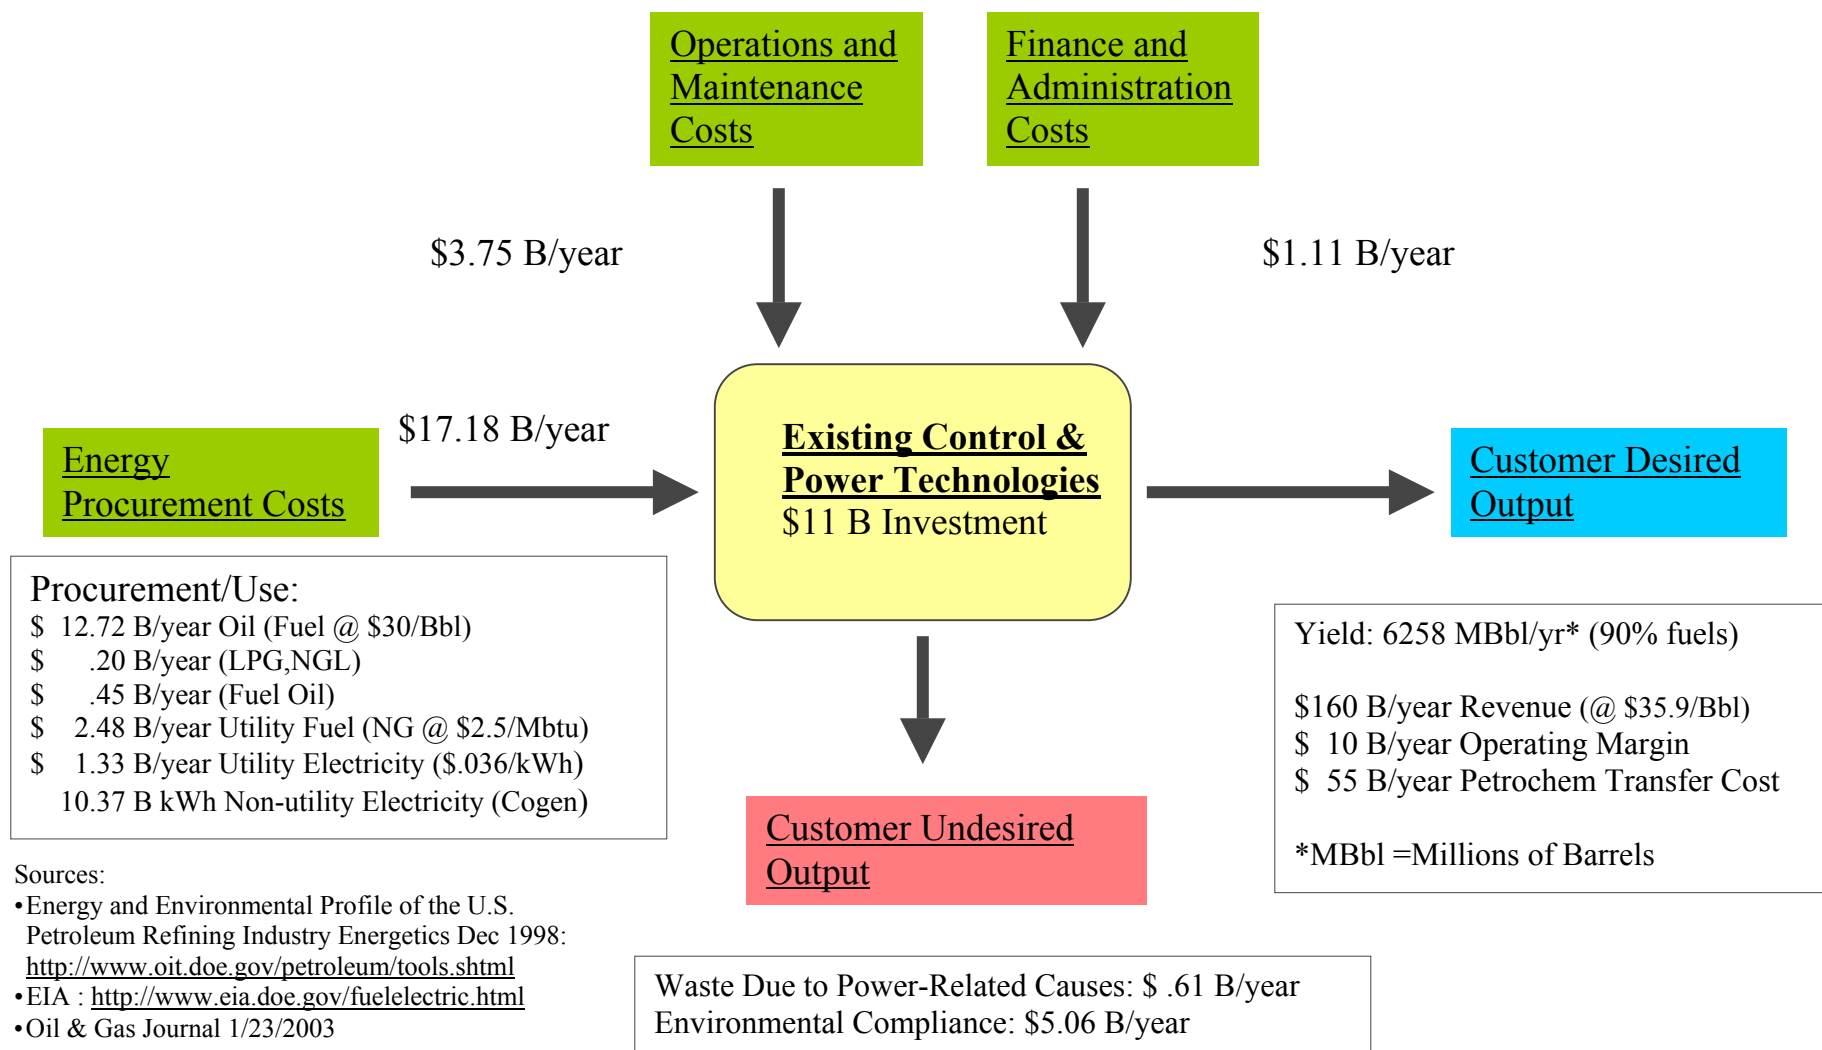 Operations and
Maintenance
Costs
Finance and
Administration
Costs
$3.75 B/year
$1.11 B/year
$17.18 B/year
Energy
Procurement Costs
Existing Control &
Power Technologies
$11 B Investment
Customer Desired
Output
Procurement/Use:
$ 12.72 B/year Oil (Fuel @ $30/Bbl)
$ .20 B/year (LPG,NGL)
$ .45 B/year (Fuel Oil)
$ 2.48 B/year Utility Fuel (NG @ $2.5/Mbtu)
$ 1.33 B/year Utility Electricity ($.036/kWh)
10.37 B kWh Non-utility Electricity (Cogen)
Yield: 6258 MBbl/yr* (90% fuels)
$160 B/year Revenue (@ $35.9/Bbl)
$ 10 B/year Operating Margin
$ 55 B/year Petrochem Transfer Cost
*MBbl =Millions of Barrels
Customer Undesired
Output
Sources:
•Energy and Environmental Profile of the U.S.
Petroleum Refining Industry Energetics Dec 1998:
http://www.oit.doe.gov/petroleum/tools.shtml
•EIA : http://www.eia.doe.gov/fuelelectric.html
•Oil & Gas Journal 1/23/2003
Waste Due to Power-Related Causes: $ .61 B/year
Environmental Compliance: $5.06 B/year